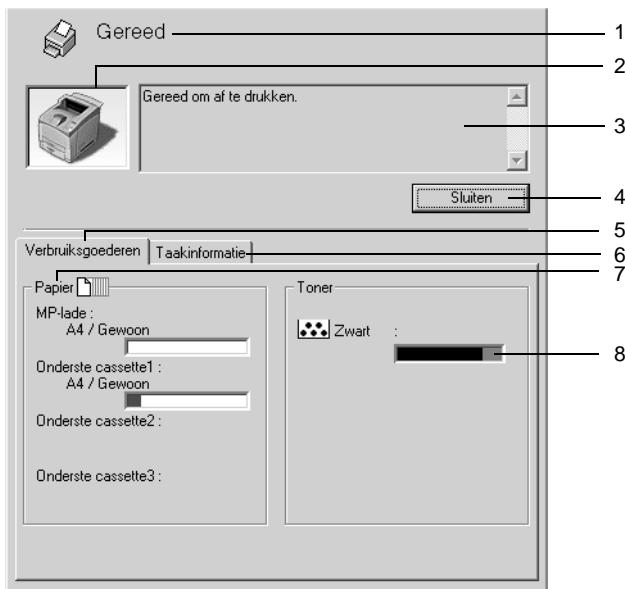 Gereed
1
2
Gereed om af te drukken.
3
Sluiten
4
5
Verbruiksgoederen
Taakinformatie
6
7
Papier
Toner
MP-lade :
A4 / Gewoon
Zwart :
8
Onderste cassette1 :
A4 / Gewoon
Onderste cassette2 :
Onderste cassette3 :